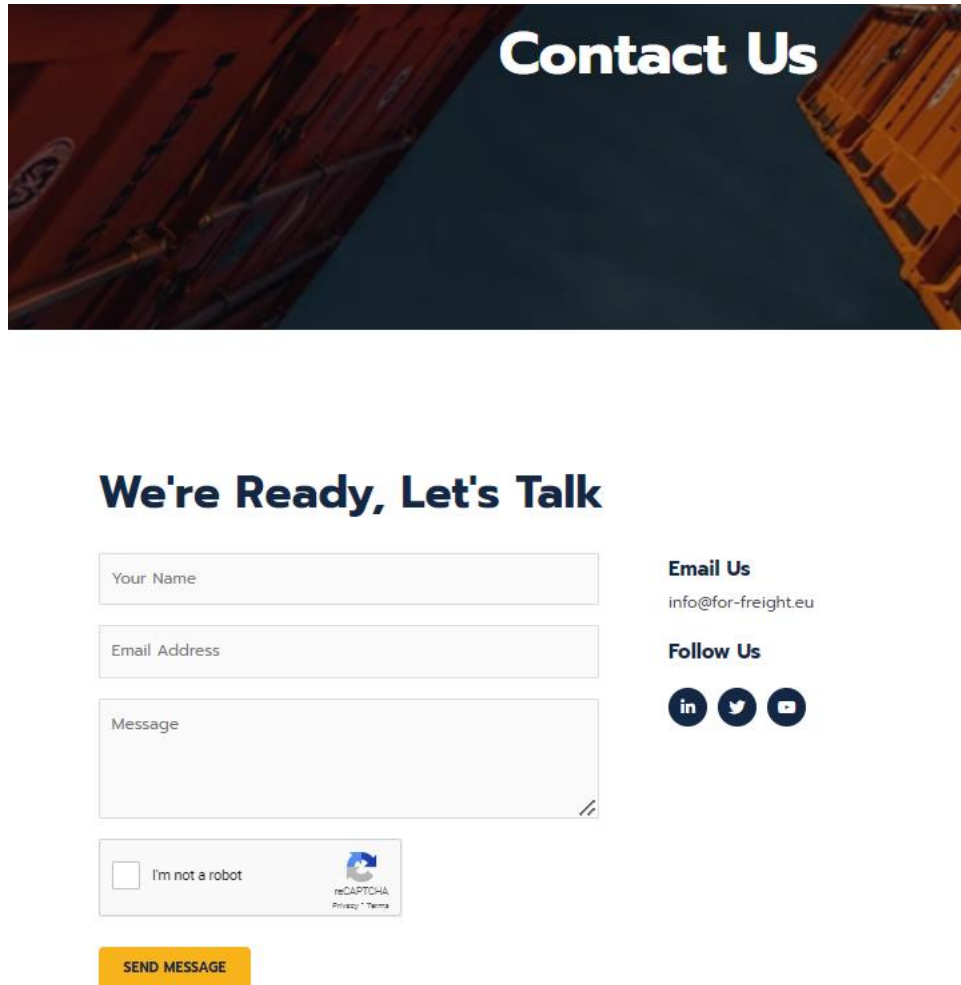 Contact Us
We're Ready, Let's Talk
Your Name
Email Address
Message
I'm not a robot
reCAPTCHA
Privacy - Terms
SEND MESSAGE
Email Us
info@for-freight.eu
Follow Us
in